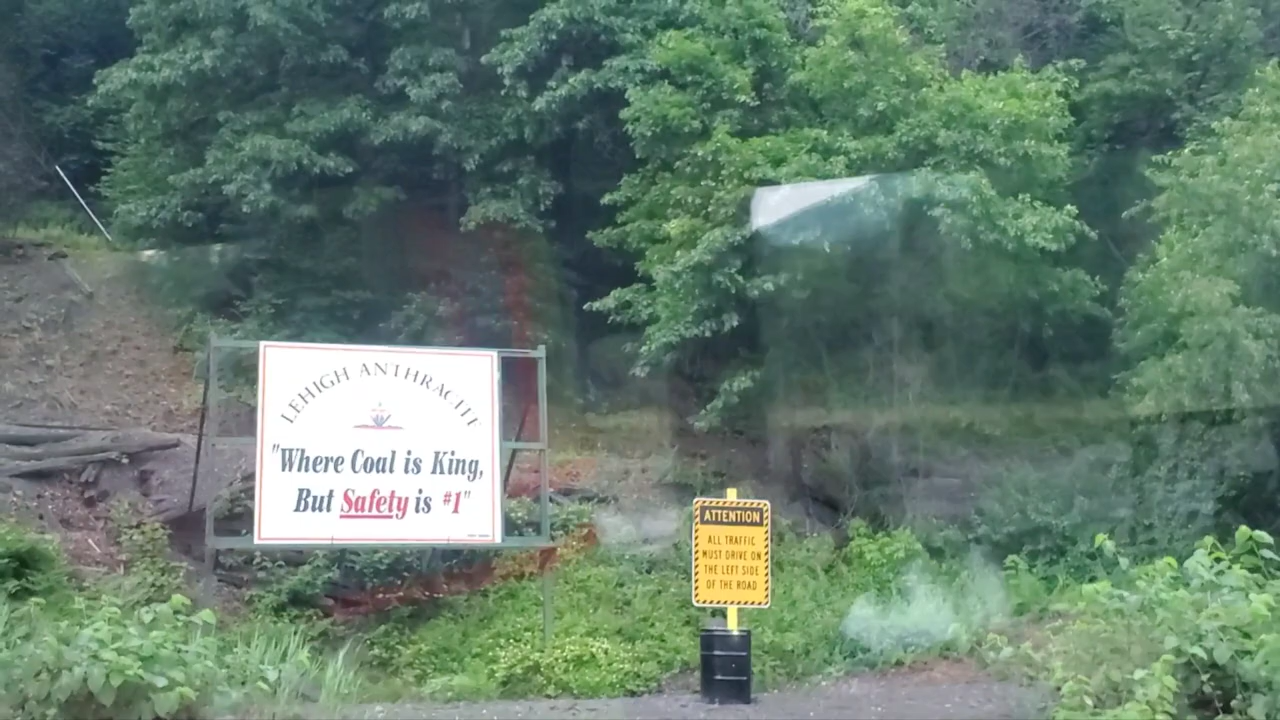 LEHIGH ANTHRACITE
"Where Coal is King,
But Safety is #1"
ATTENTION
ALL TRAFFIC
MUST DRIVE ON
THE LEFT SIDE
OF THE ROAD